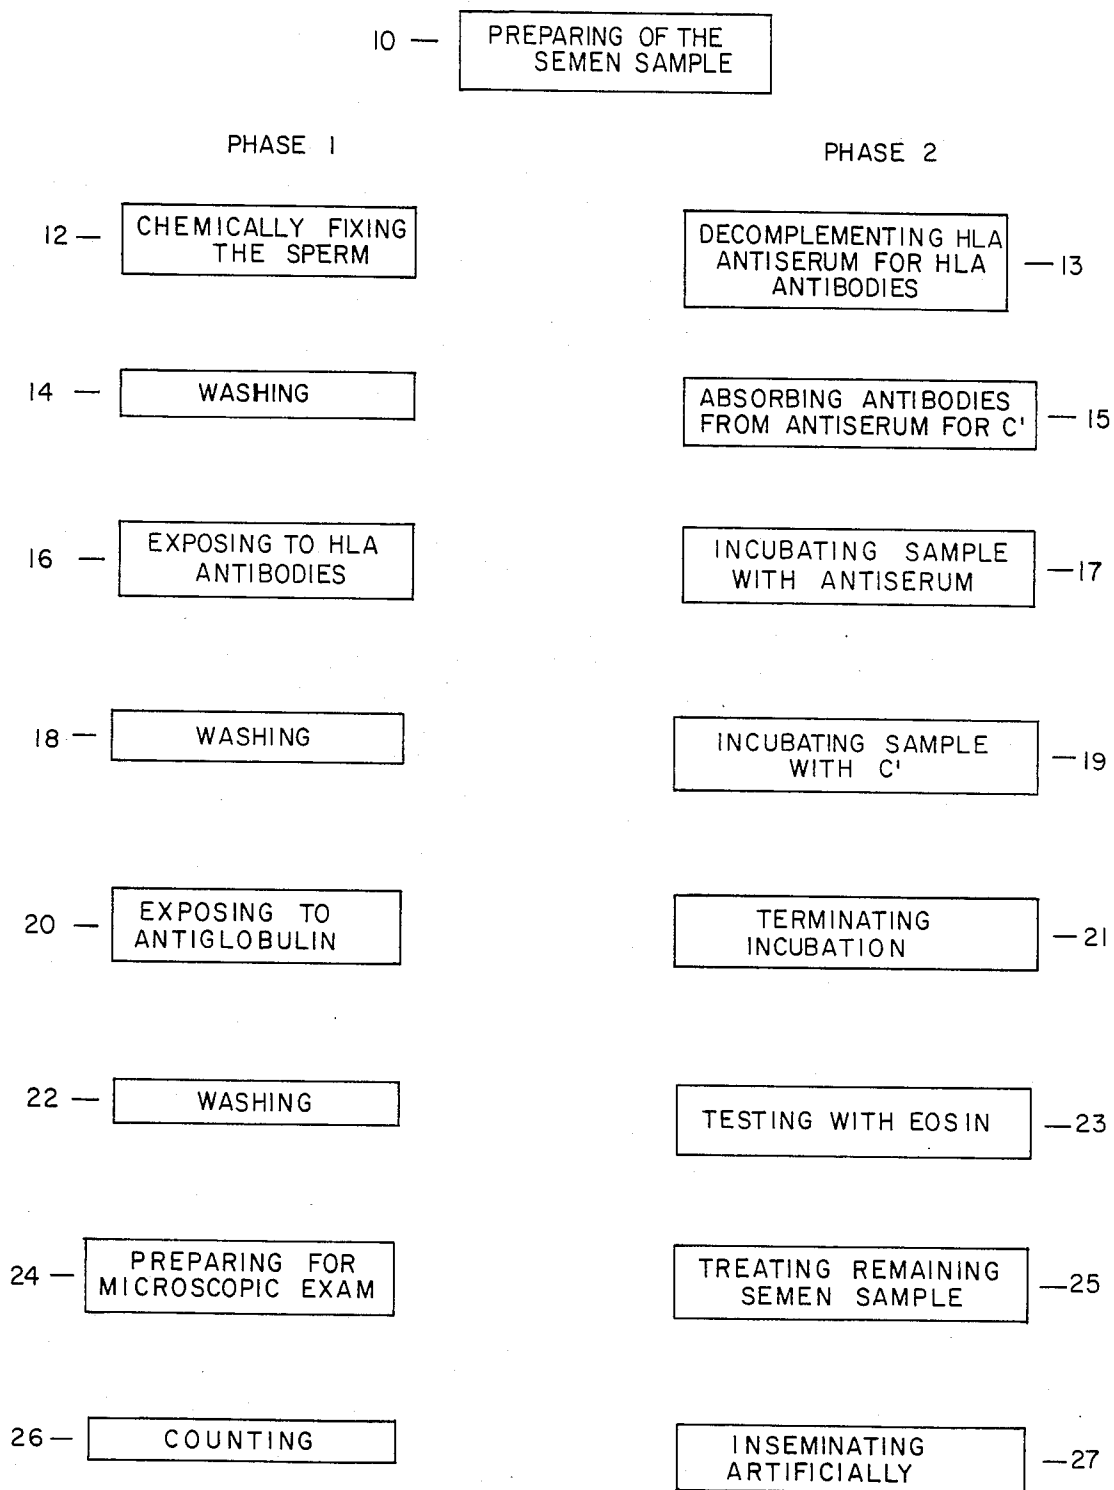 10 — PREPARING OF THE
SEMEN SAMPLE
PHASE 1
12 — CHEMICALLY FIXING
THE SPERM
14 — WASHING
16 — EXPOSING TO HLA
ANTIBODIES
18 — WASHING
20 — EXPOSING TO
ANTIGLOBULIN
22 — WASHING
24 — PREPARING FOR
MICROSCOPIC EXAM
26 — COUNTING
PHASE 2
DECOMPLEMENTING HLA
ANTISERUM FOR HLA — 13
ANTIBODIES
ABSORBING ANTIBODIES
FROM ANTISERUM FOR C' — 15
INCUBATING SAMPLE
WITH ANTISERUM — 17
INCUBATING SAMPLE
WITH C' — 19
TERMINATING
INCUBATION — 21
TESTING WITH EOSIN — 23
TREATING REMAINING
SEMEN SAMPLE — 25
INSEMINATING
ARTIFICIALLY — 27